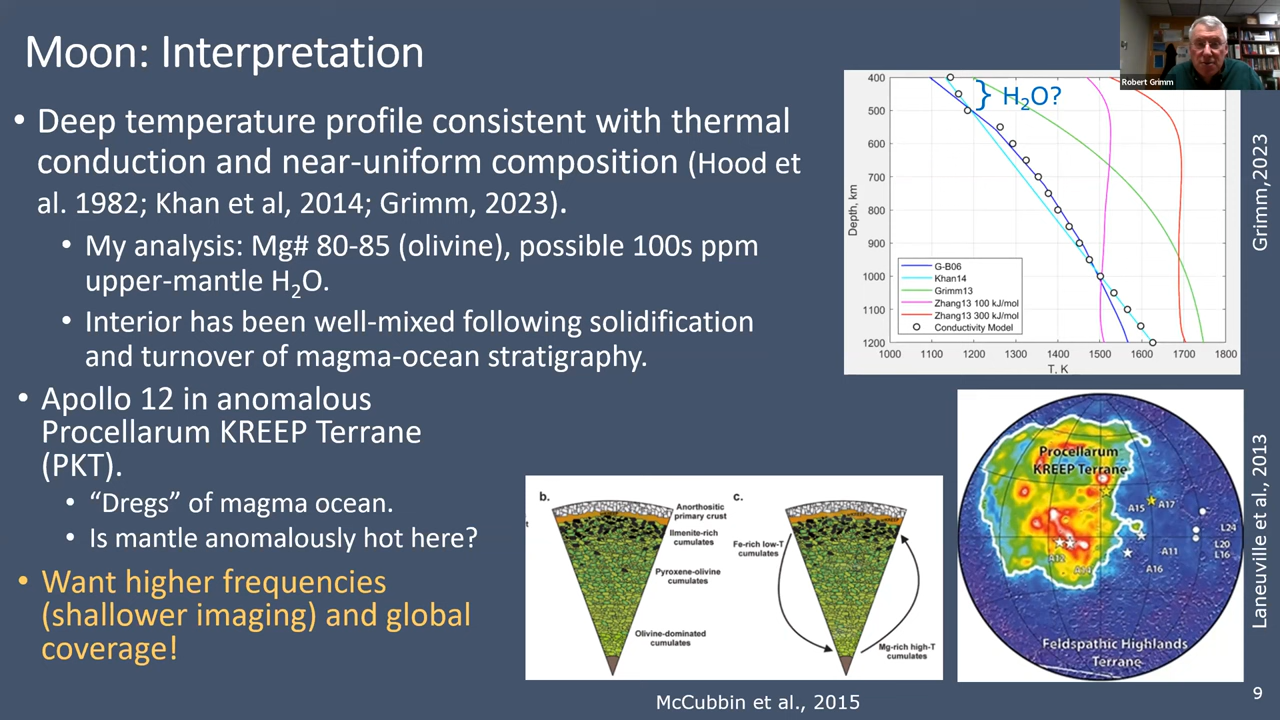 Moon: Interpretation
Robert Grimm
• Deep temperature profile consistent with thermal
conduction and near-uniform composition (Hood et
al. 1982; Khan et al, 2014; Grimm, 2023).
• My analysis: Mg# 80-85 (olivine), possible 100s ppm
upper-mantle H₂O.
• Interior has been well-mixed following solidification
and turnover of magma-ocean stratigraphy.
• Apollo 12 in anomalous
Procellarum KREEP Terrane
(PKT).
• “Dregs” of magma ocean.
• Is mantle anomalously hot here?
• Want higher frequencies
(shallower imaging) and global
coverage!
} H₂O?
Depth, km
400
500
600
700
800
900
1000
1100
1200
G-B06
Khan14
Grimm13
Zhang13 100 kJ/mol
Zhang13 300 kJ/mol
Conductivity Model
1000 1100 1200 1300 1400 1500 1600 1700 1800
T, K
Grimm,2023
b.
Anorthositic
primary crust
Ilmenite-rich
cumulates
Pyroxene-olivine
cumulates
Olivine-dominated
cumulates
c.
Fe-rich low-T
cumulates
Mg-rich high-T
cumulates
McCubbin et al., 2015
Procellarum
KREEP Terrane
A15
A17
L24
L20
L16
A11
A16
A12
A14
Feldspathic Highlands
Terrane
Laneuville et al., 2013
9